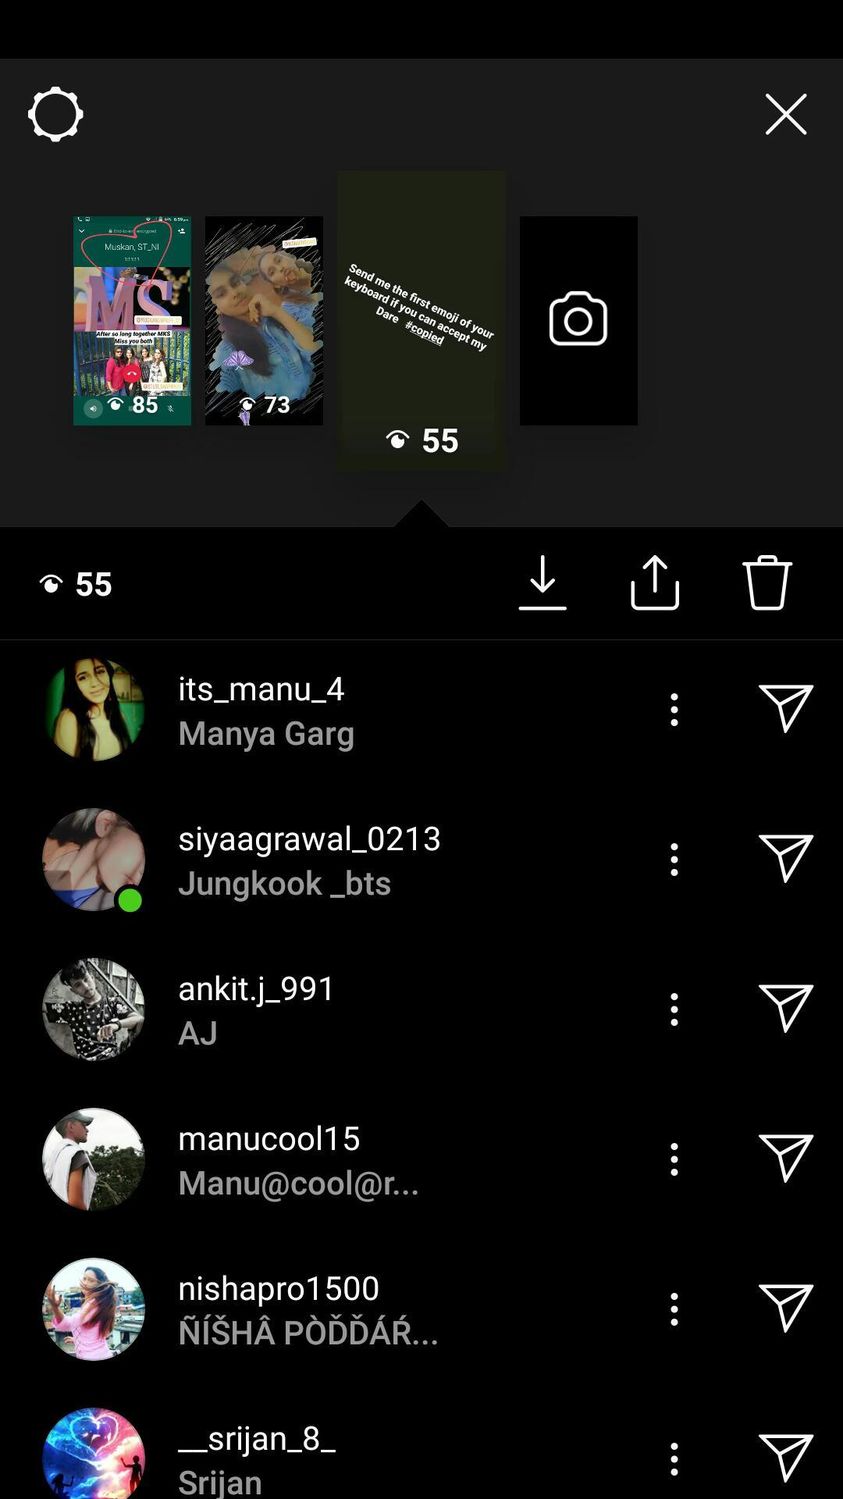 Muskan, ST_NI
MS
After so long together MKS
Miss you both
85
73
Send me the first emoji of your
keyboard if you can accept my
Dare #copied
55
55
its_manu_4
Manya Garg
siyaagrawal_0213
Jungkook _bts
ankit.j_991
AJ
manucool15
Manu@cool@r...
nishapro1500
ÑÍŠHÂ PÒĎĎÁŔ...
__srijan_8_
Srijan